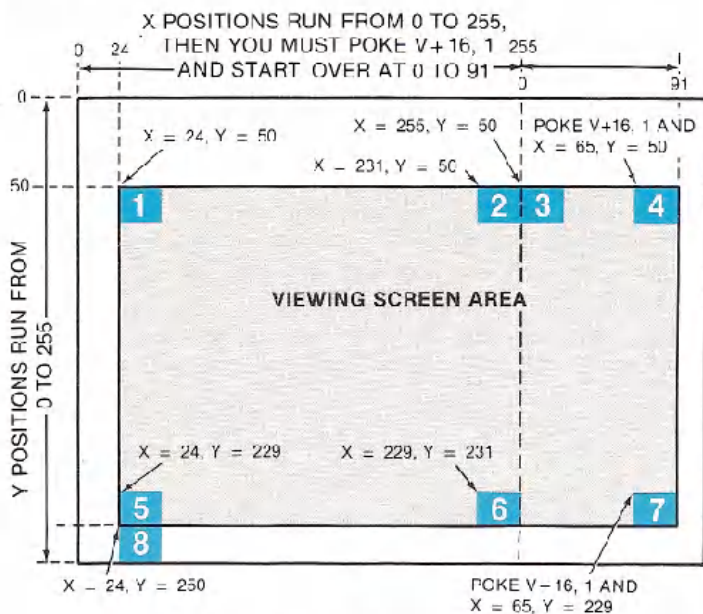 X POSITIONS RUN FROM 0 TO 255,
THEN YOU MUST POKE V+16, 1
AND START OVER AT 0 TO 91
0
24
255
0
91
0
X = 24, Y = 50
X = 255, Y = 50
X – 231, Y = 50
POKE V+16, 1 AND
X = 65, Y = 50
50
1
2
3
4
VIEWING SCREEN AREA
Y POSITIONS RUN FROM
0 TO 255
X = 24, Y = 229
X = 229, Y = 231
5
6
7
8
X – 24, Y = 250
POKE V – 16, 1 AND
X = 65, Y = 229